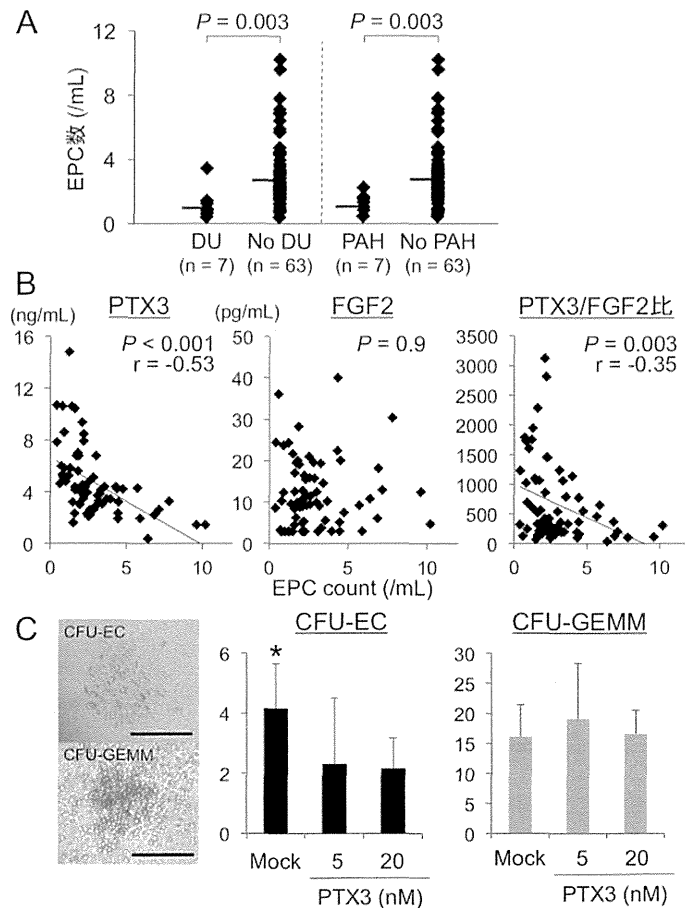 A
P = 0.003
P = 0.003
EPC数 (/mL)
12
8
4
0
DU
No DU
PAH
No PAH
(n = 7)
(n = 63)
(n = 7)
(n = 63)
B
(ng/mL)
PTX3
P < 0.001
r = -0.53
16
12
8
4
0
0
5
10
(pg/mL)
FGF2
P = 0.9
50
40
30
20
10
0
0
5
10
EPC count (/mL)
PTX3/FGF2比
P = 0.003
r = -0.35
3500
3000
2500
2000
1500
1000
500
0
0
5
10
C
CFU-EC
CFU-GEMM
CFU-EC
6
4
2
0
*
Mock
5
20
PTX3 (nM)
CFU-GEMM
30
25
20
15
10
5
0
Mock
5
20
PTX3 (nM)